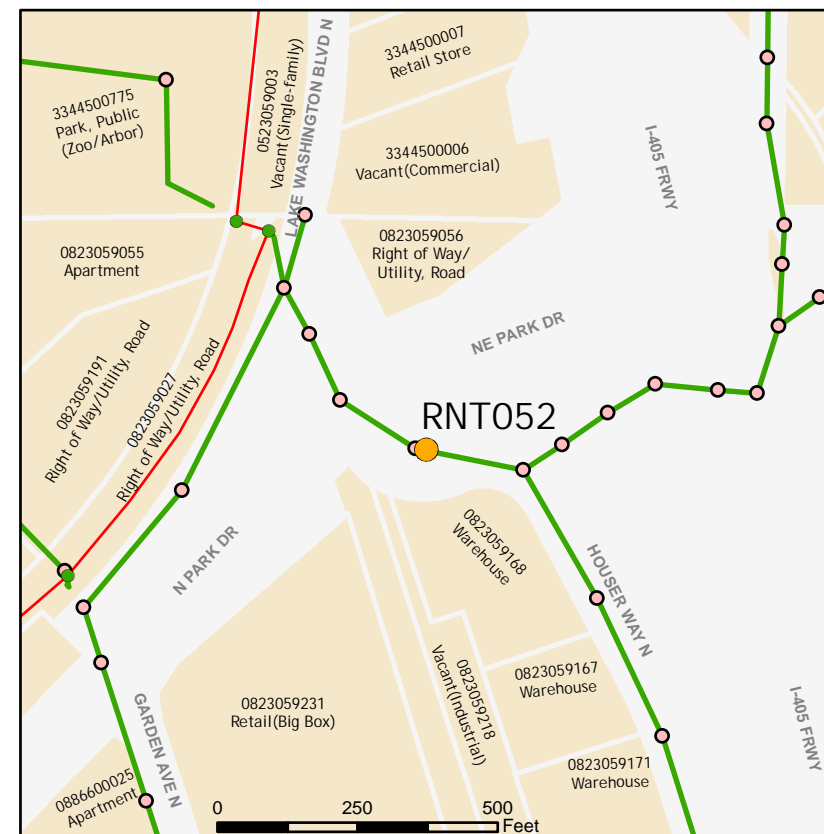 3344500007
Retail Store
3344500775
Park, Public
(Zoo/Arbor)
0523059003
Vacant(Single-family)
LAKE WASHINGTON BLVD N
3344500006
Vacant(Commercial)
I-405 FRWY
0823059055
Apartment
0823059056
Right of Way/
Utility, Road
NE PARK DR
0823059191
Right of Way/Utility, Road
0823059027
Right of Way/Utility, Road
RNT052
0823059168
Warehouse
N PARK DR
HOUSER WAY N
0823059231
Retail(Big Box)
0823059218
Vacant(Industrial)
0823059167
Warehouse
GARDEN AVE N
I-405 FRWY
0823059171
Warehouse
0886600025
Apartment
0 250 500
Feet